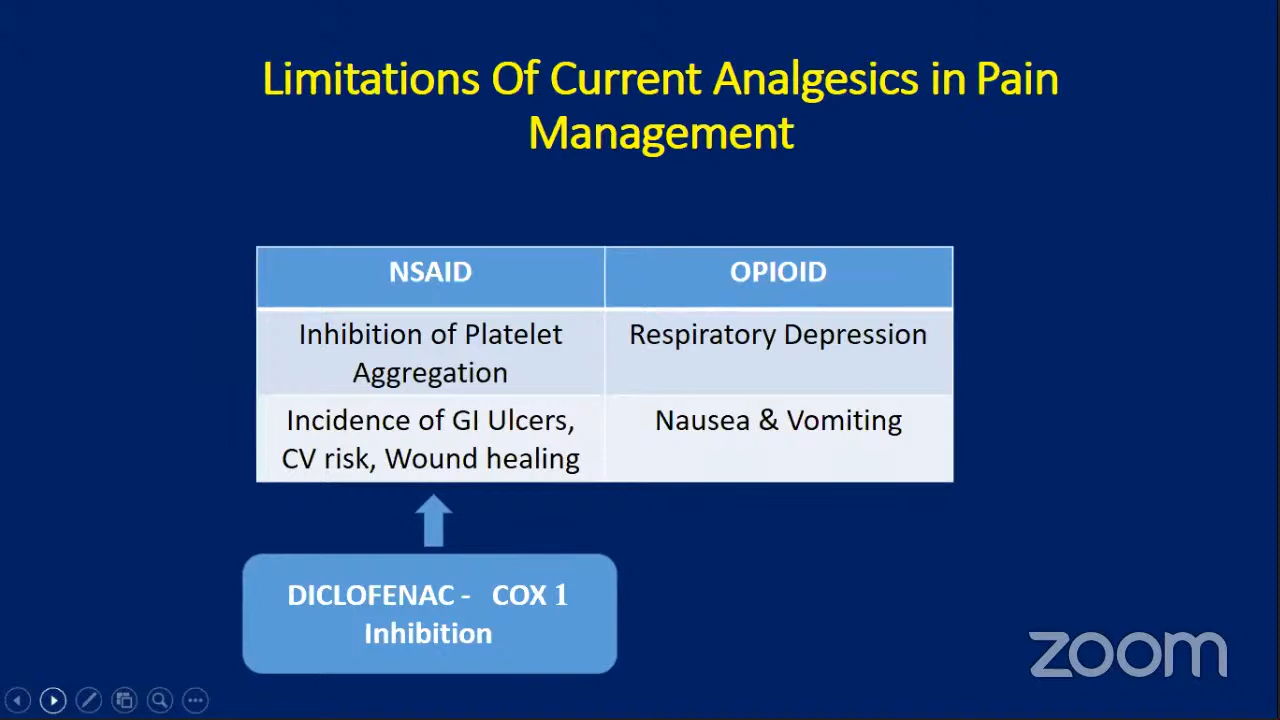 Limitations Of Current Analgesics in Pain
Management
NSAID
OPIOID
Inhibition of Platelet
Aggregation
Respiratory Depression
Incidence of GI Ulcers,
CV risk, Wound healing
Nausea & Vomiting
DICLOFENAC - COX 1
Inhibition
zoom